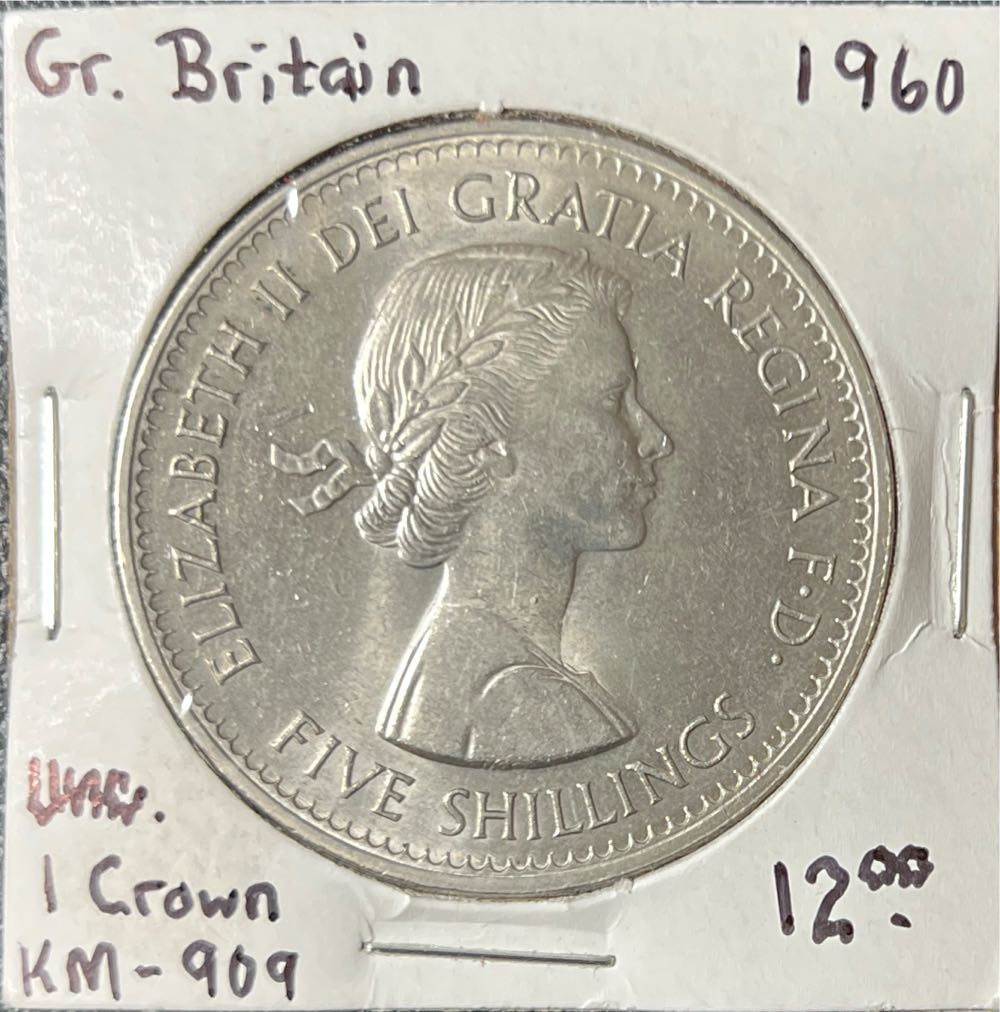 Gr. Britain
1960
ELIZABETH II DEI GRATIA REGINA F·D·
FIVE SHILLINGS
Unc.
1 Crown
KM-909
12.00